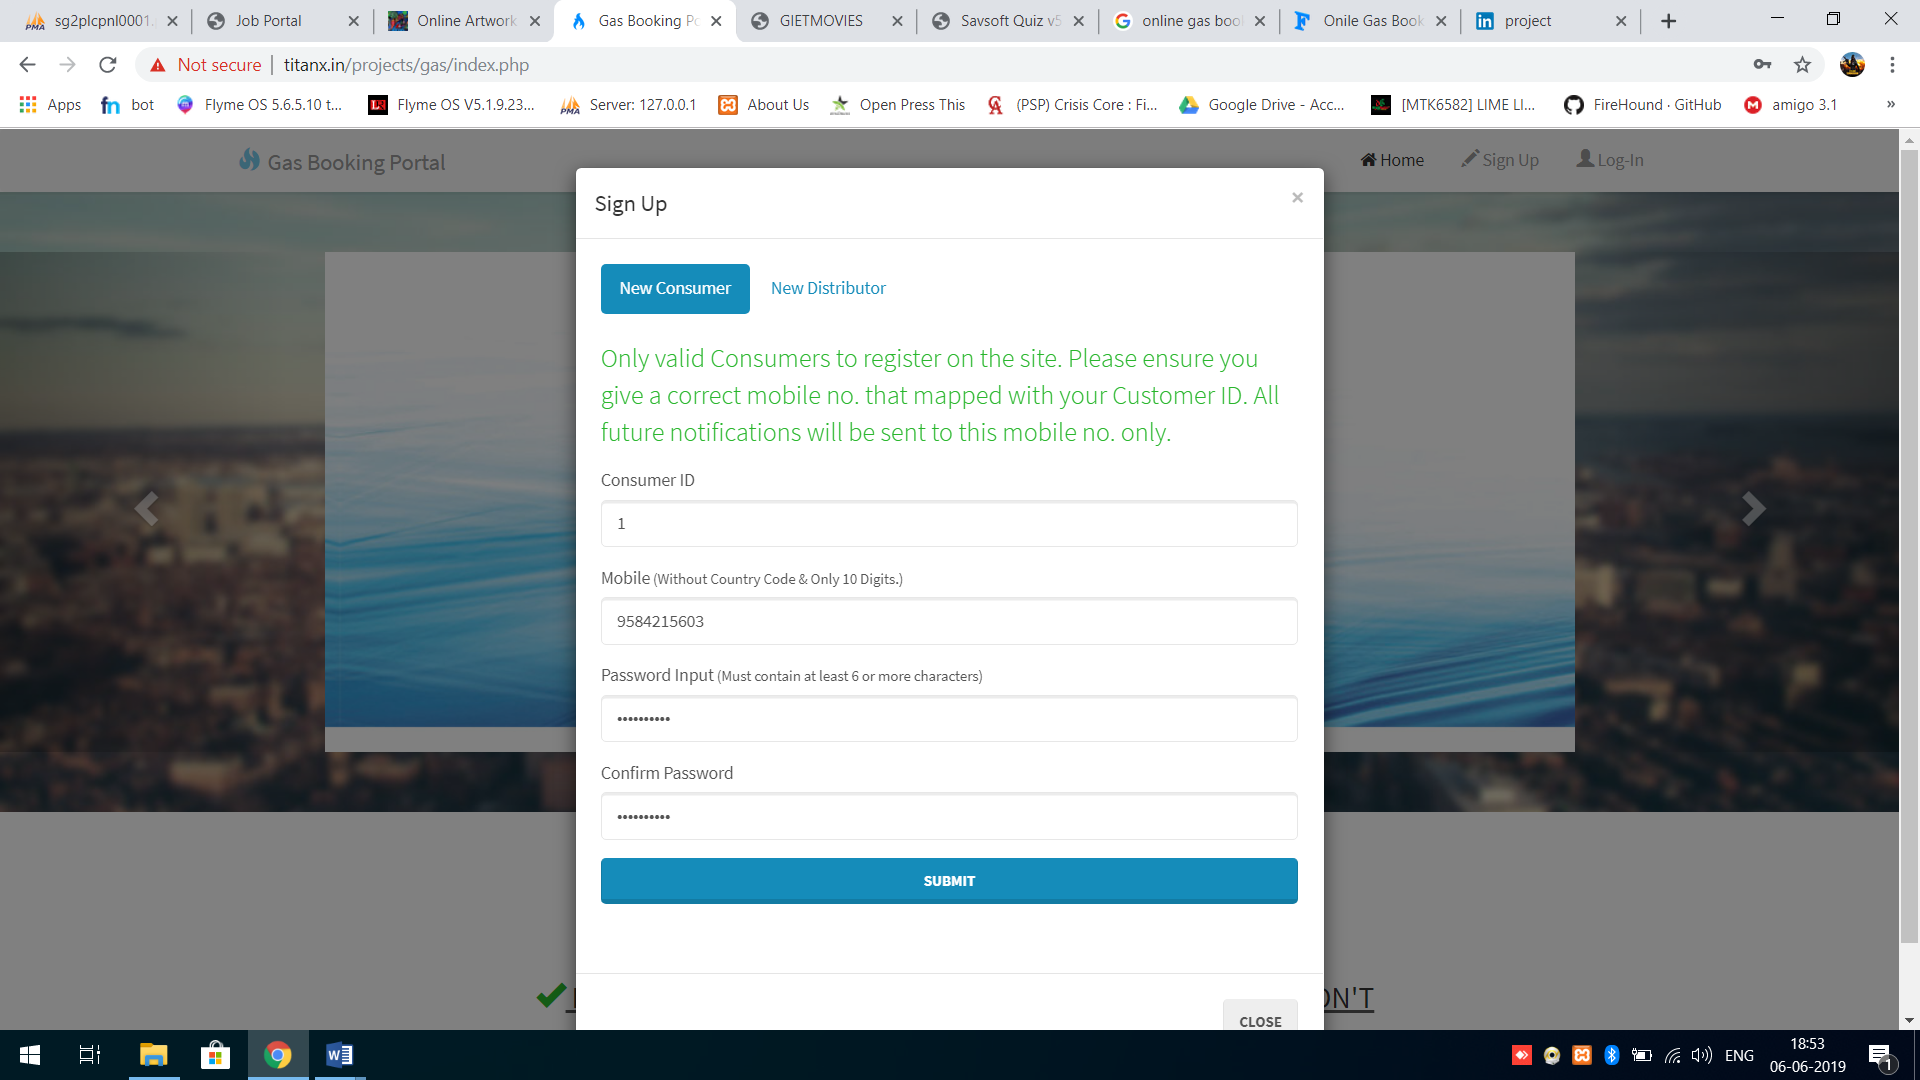 sg2plcpnl0001.
Job Portal
Online Artwork
Gas Booking Po
GIETMOVIES
Savsoft Quiz v5
online gas boo
Onile Gas Book
project
Not secure | titanx.in/projects/gas/index.php
Apps
bot
Flyme OS 5.6.5.10 t...
Flyme OS V5.1.9.23...
Server: 127.0.0.1
About Us
Open Press This
(PSP) Crisis Core : Fi...
Google Drive - Acc...
[MTK6582] LIME LI...
FireHound · GitHub
amigo 3.1
»
Gas Booking Portal
Home
Sign Up
Log-In
Sign Up
×
New Consumer
New Distributor
Only valid Consumers to register on the site. Please ensure you
give a correct mobile no. that mapped with your Customer ID. All
future notifications will be sent to this mobile no. only.
Consumer ID
1
Mobile (Without Country Code & Only 10 Digits.)
9584215603
Password Input (Must contain at least 6 or more characters)
••••••••••
Confirm Password
••••••••••
SUBMIT
ON'T
CLOSE
ENG
18:53
06-06-2019
1